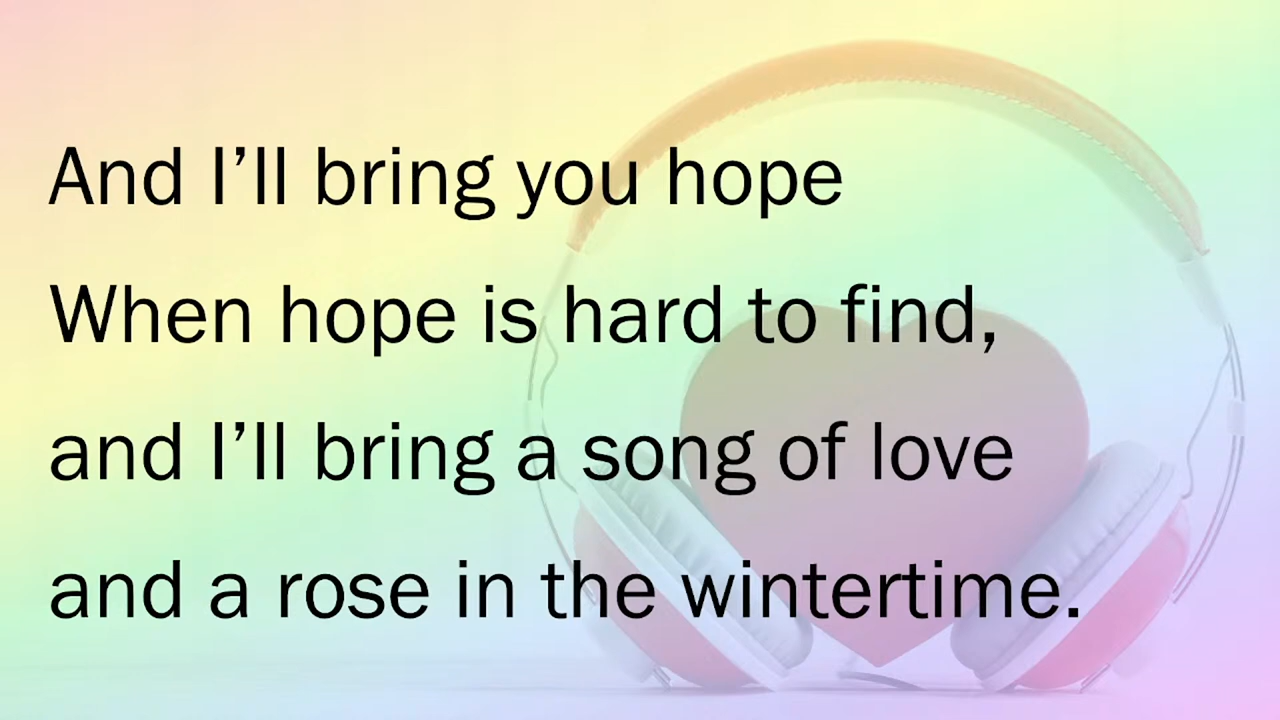 And I’ll bring you hope
When hope is hard to find,
and I’ll bring a song of love
and a rose in the wintertime.